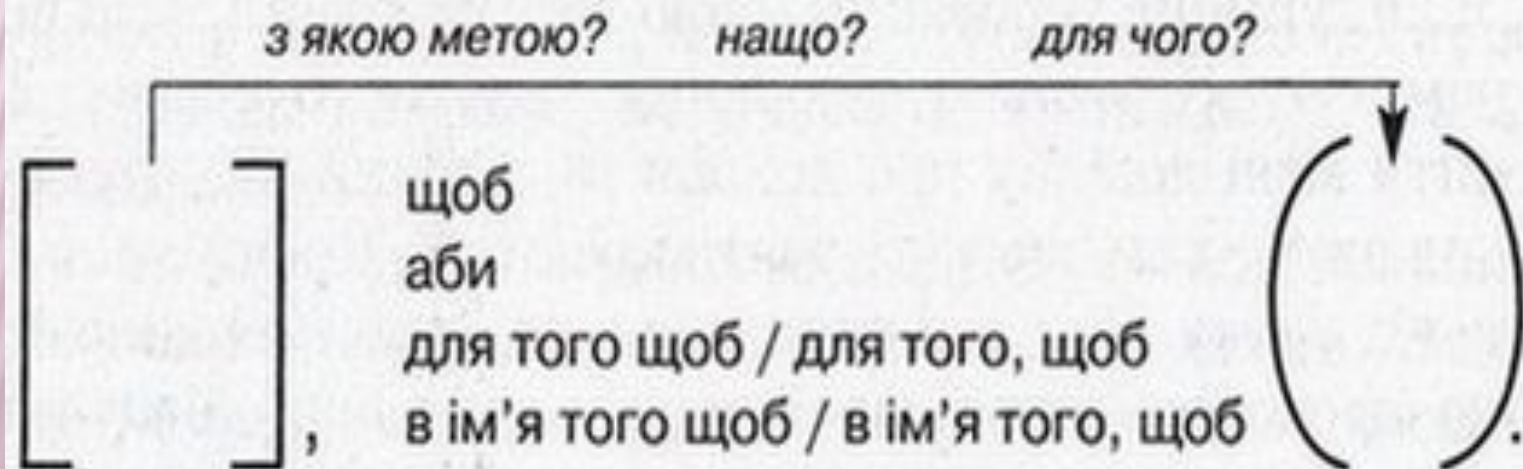 з якою метою? нащо? для чого?
щоб
аби
для того щоб / для того, щоб
, в ім’я того щоб / в ім’я того, щоб .